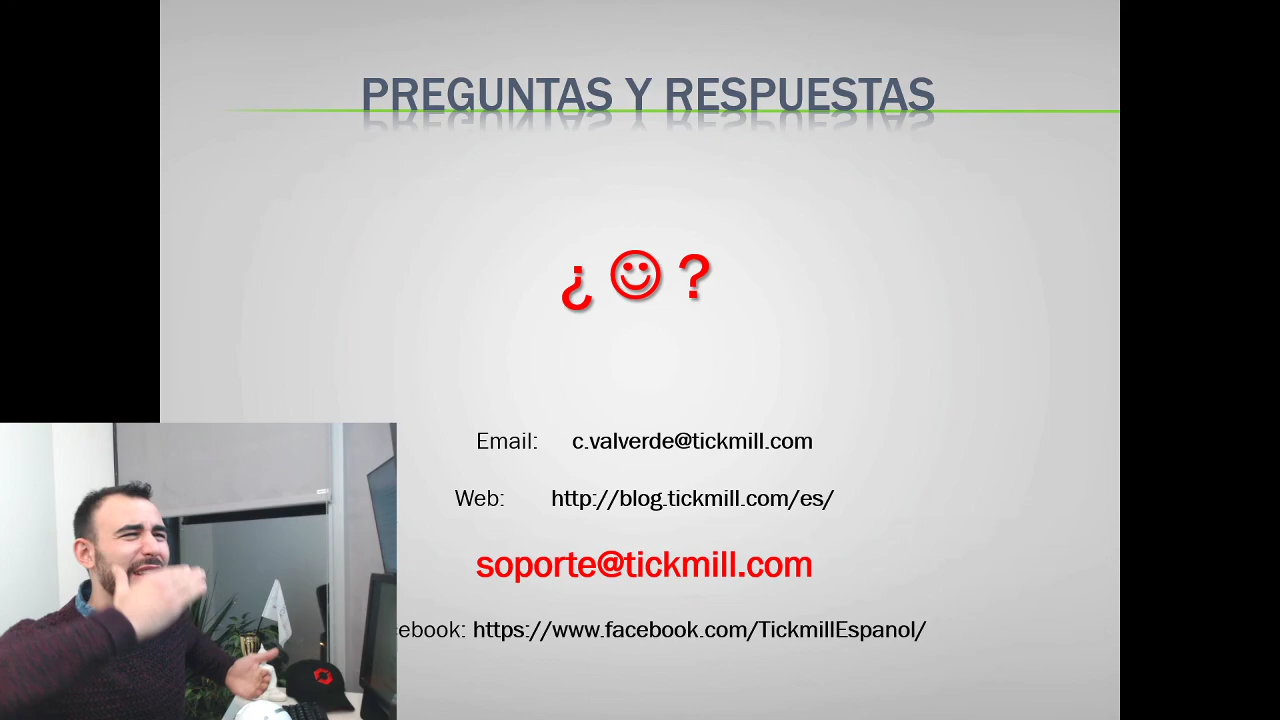 PREGUNTAS Y RESPUESTAS
¿☺?
Email: c.valverde@tickmill.com
Web: http://blog.tickmill.com/es/
soporte@tickmill.com
cebook: https://www.facebook.com/TickmillEspanol/